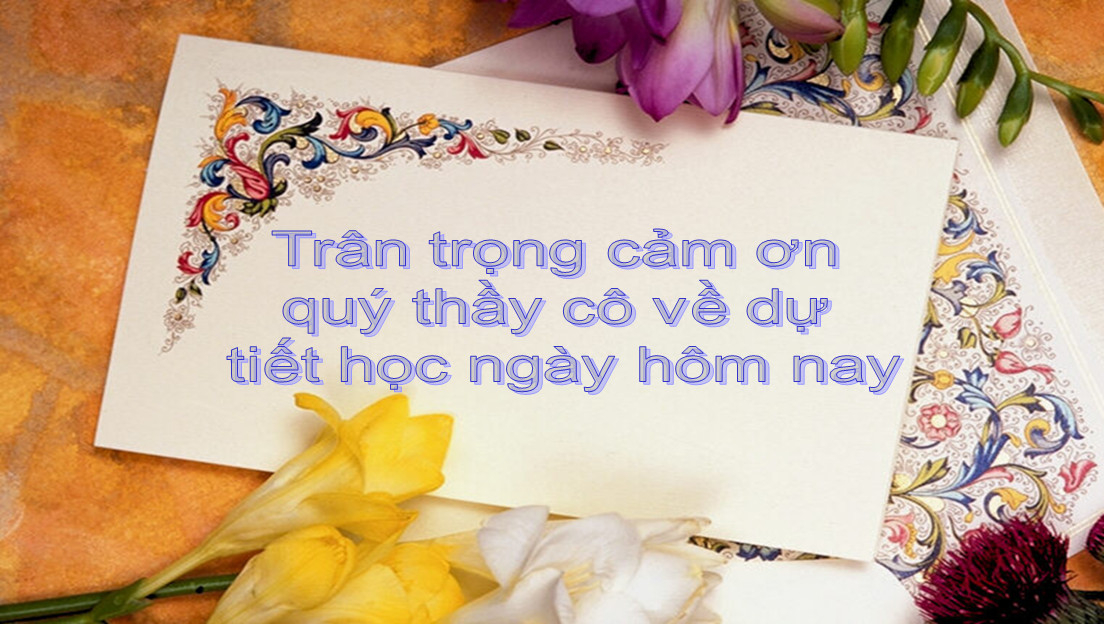 Trân trọng cảm ơn
quý thầy cô về dự
tiết học ngày hôm nay